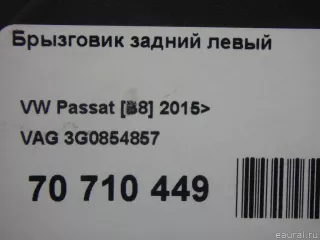 Брызговик задний левый
VW Passat [B8] 2015>
VAG 3G0854857
70 710 449
eaural.ru